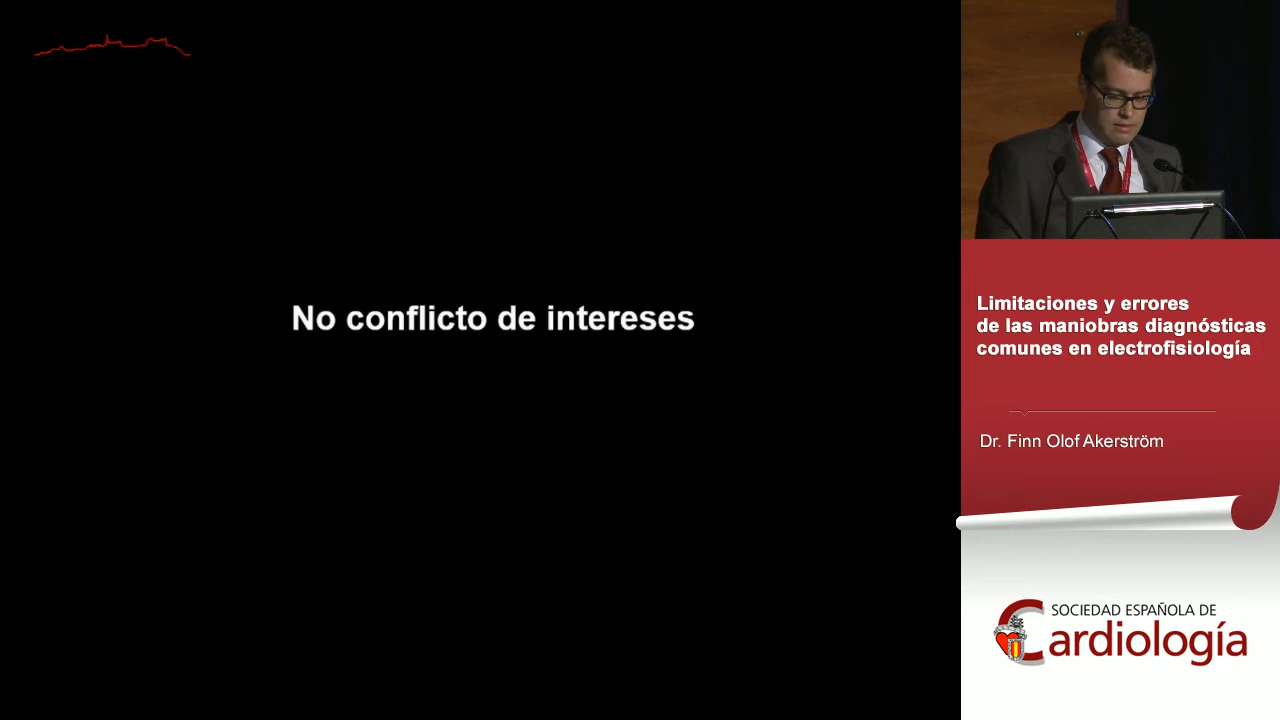 No conflicto de intereses
Limitaciones y errores
de las maniobras diagnósticas
comunes en electrofisiología
Dr. Finn Olof Akerström
SOCIEDAD ESPAÑOLA DE
Cardiología